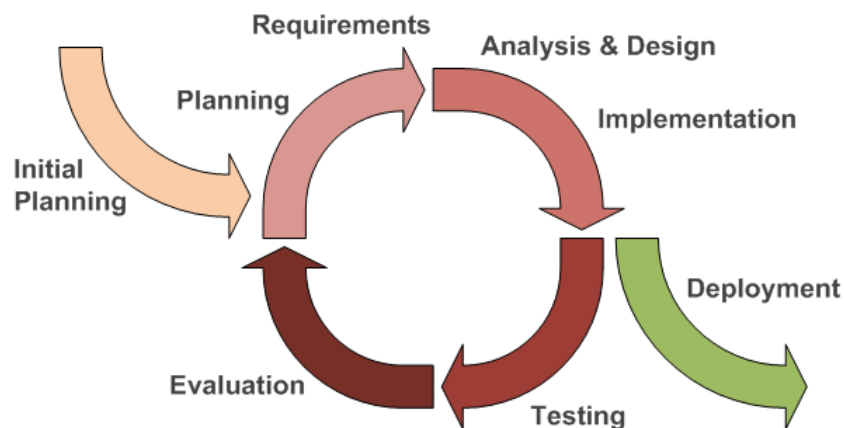 Requirements
Analysis & Design
Planning
Implementation
Initial
Planning
Deployment
Evaluation
Testing